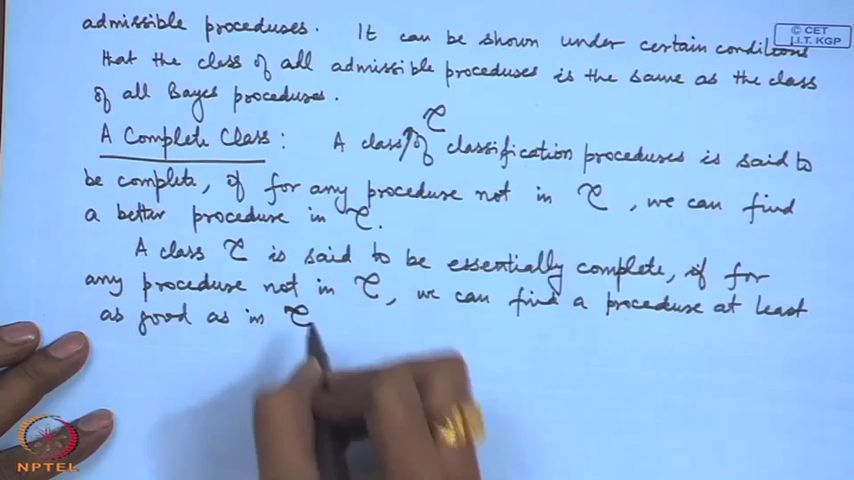 admissible procedures. It can be shown under certain conditions
© CET
I.I.T. KGP
that the class of all admissible procedures is the same as the class
of all Bayes procedures.
A Complete Class : A class 𝒞 of classification procedures is said to
be complete, if for any procedure not in 𝒞, we can find
a better procedure in 𝒞.
A class 𝒞 is said to be essentially complete, if for
any procedure not in 𝒞, we can find a procedure at least
as good as in 𝒞
NPTEL